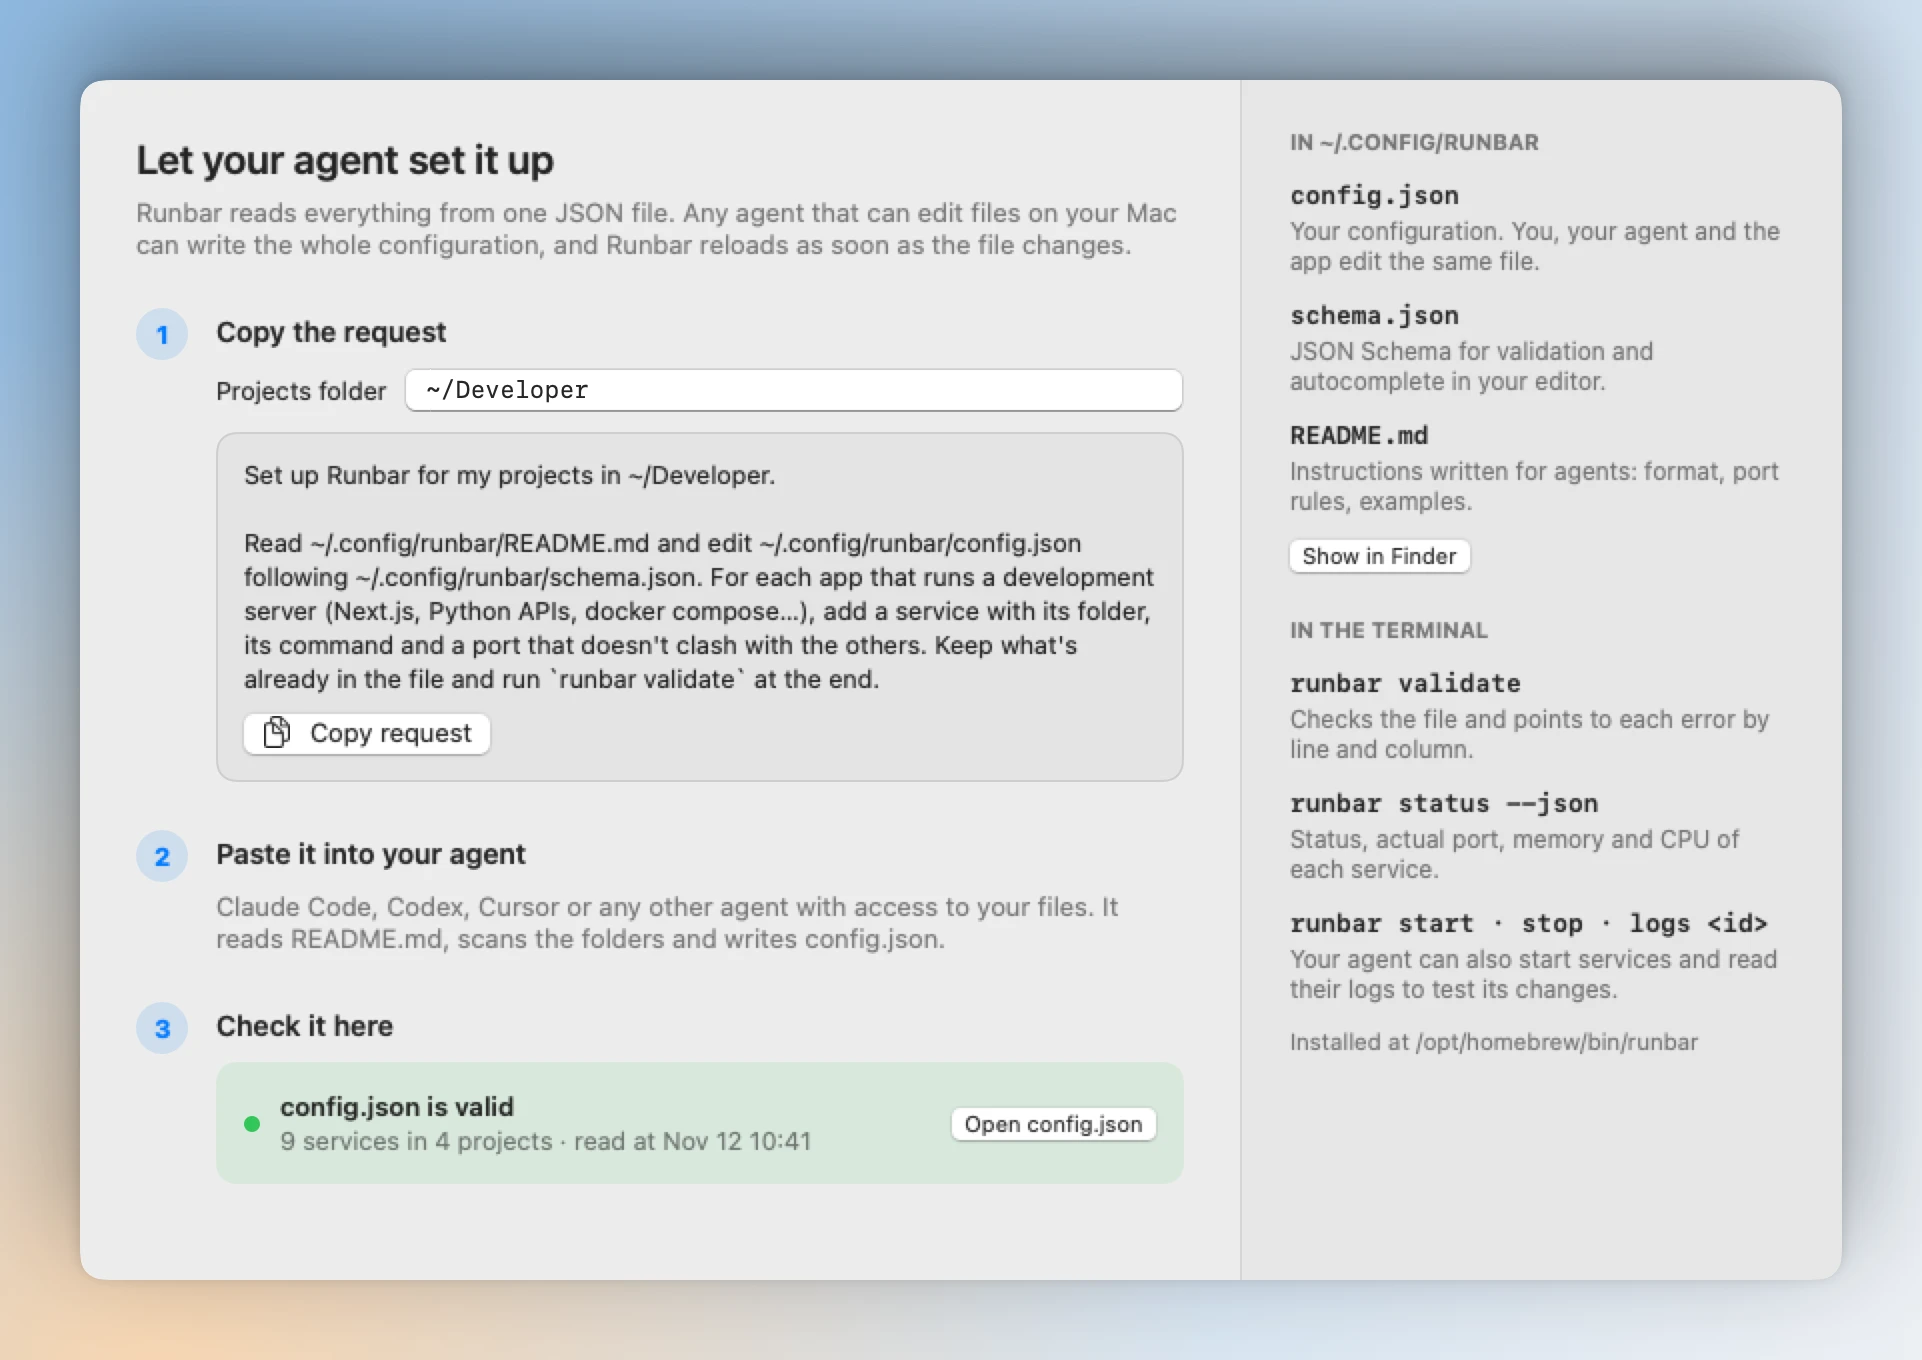 Let your agent set it up
Runbar reads everything from one JSON file. Any agent that can edit files on your Mac
can write the whole configuration, and Runbar reloads as soon as the file changes.
1
Copy the request
Projects folder
~/Developer
Set up Runbar for my projects in ~/Developer.
Read ~/.config/runbar/README.md and edit ~/.config/runbar/config.json
following ~/.config/runbar/schema.json. For each app that runs a development
server (Next.js, Python APIs, docker compose...), add a service with its folder,
its command and a port that doesn't clash with the others. Keep what's
already in the file and run `runbar validate` at the end.
Copy request
2
Paste it into your agent
Claude Code, Codex, Cursor or any other agent with access to your files. It
reads README.md, scans the folders and writes config.json.
3
Check it here
config.json is valid
9 services in 4 projects · read at Nov 12 10:41
Open config.json
IN ~/.CONFIG/RUNBAR
config.json
Your configuration. You, your agent and the
app edit the same file.
schema.json
JSON Schema for validation and
autocomplete in your editor.
README.md
Instructions written for agents: format, port
rules, examples.
Show in Finder
IN THE TERMINAL
runbar validate
Checks the file and points to each error by
line and column.
runbar status --json
Status, actual port, memory and CPU of
each service.
runbar start · stop · logs <id>
Your agent can also start services and read
their logs to test its changes.
Installed at /opt/homebrew/bin/runbar